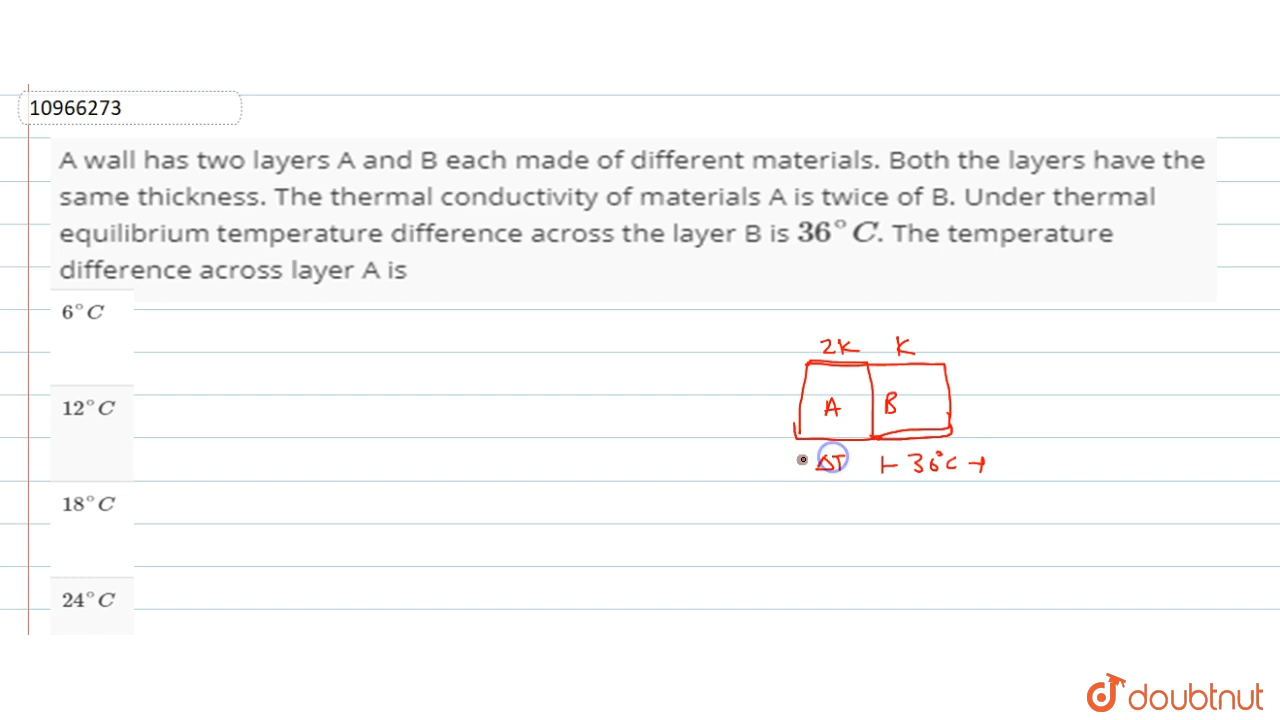 10966273
A wall has two layers A and B each made of different materials. Both the layers have the
same thickness. The thermal conductivity of materials A is twice of B. Under thermal
equilibrium temperature difference across the layer B is 36° C. The temperature
difference across layer A is
6° C
12° C
18° C
24° C
2K K
A B
ΔT 36°C
doubtnut